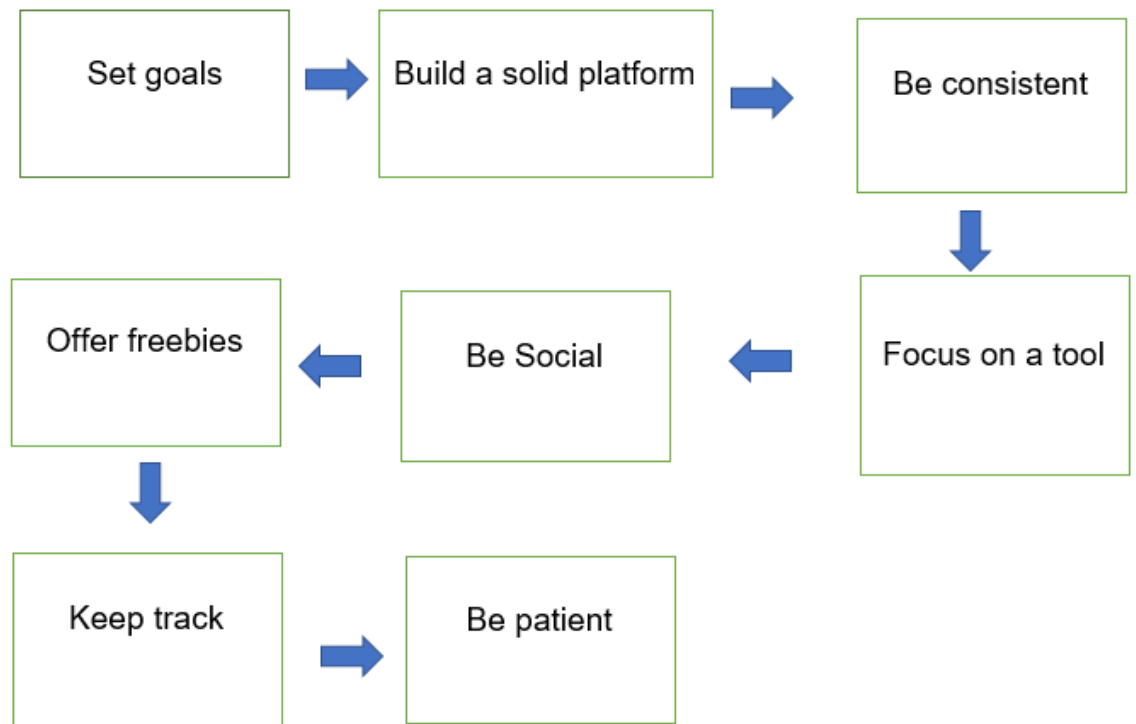 Set goals
Build a solid platform
Be consistent
Focus on a tool
Be Social
Offer freebies
Keep track
Be patient